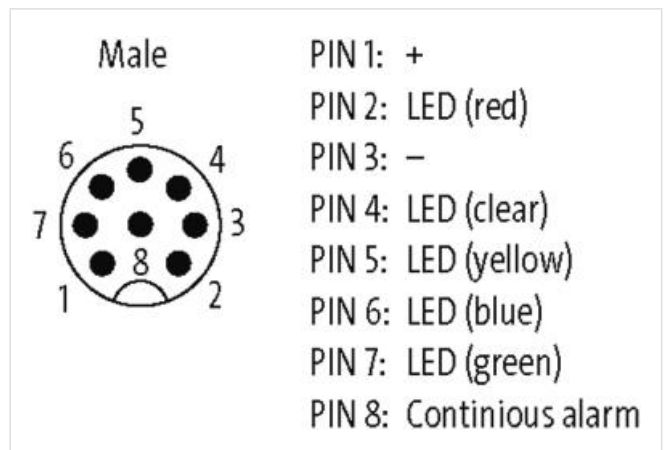 Male
5
6
4
7
3
8
1
2
PIN 1: +
PIN 2: LED (red)
PIN 3: –
PIN 4: LED (clear)
PIN 5: LED (yellow)
PIN 6: LED (blue)
PIN 7: LED (green)
PIN 8: Continious alarm